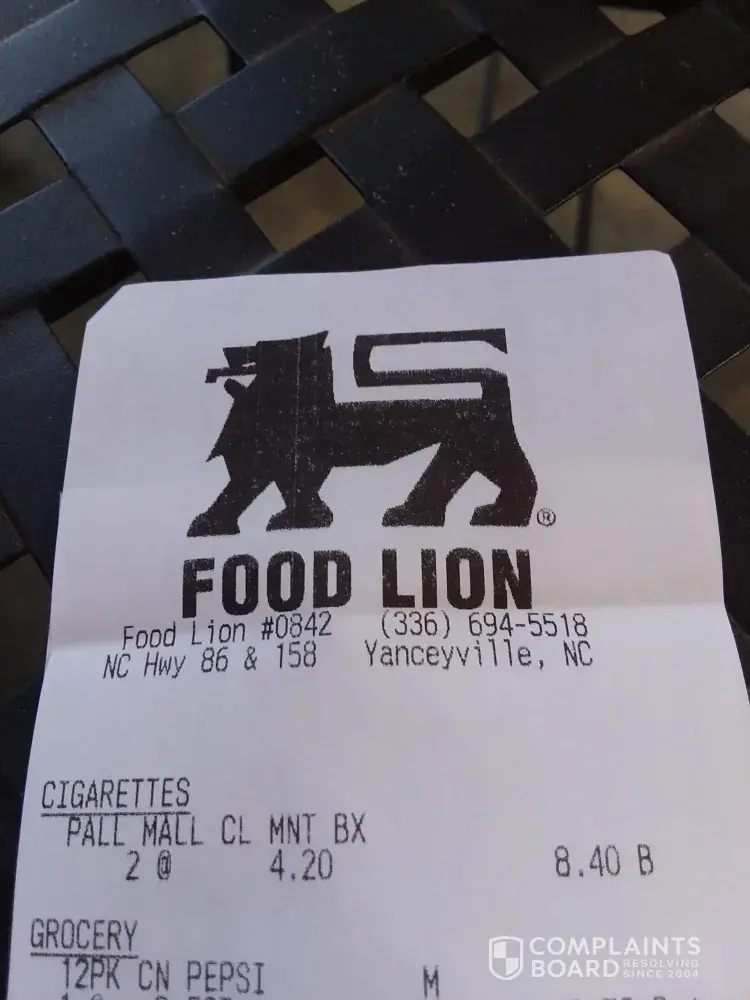 FOOD LION
Food Lion #0842 (336) 694-5518
NC Hwy 86 & 158 Yanceyville, NC
CIGARETTES
PALL MALL CL MNT BX
2 @ 4.20 8.40 B
GROCERY
12PK CN PEPSI M
COMPLAINTS
BOARD RESOLVING
SINCE 2004